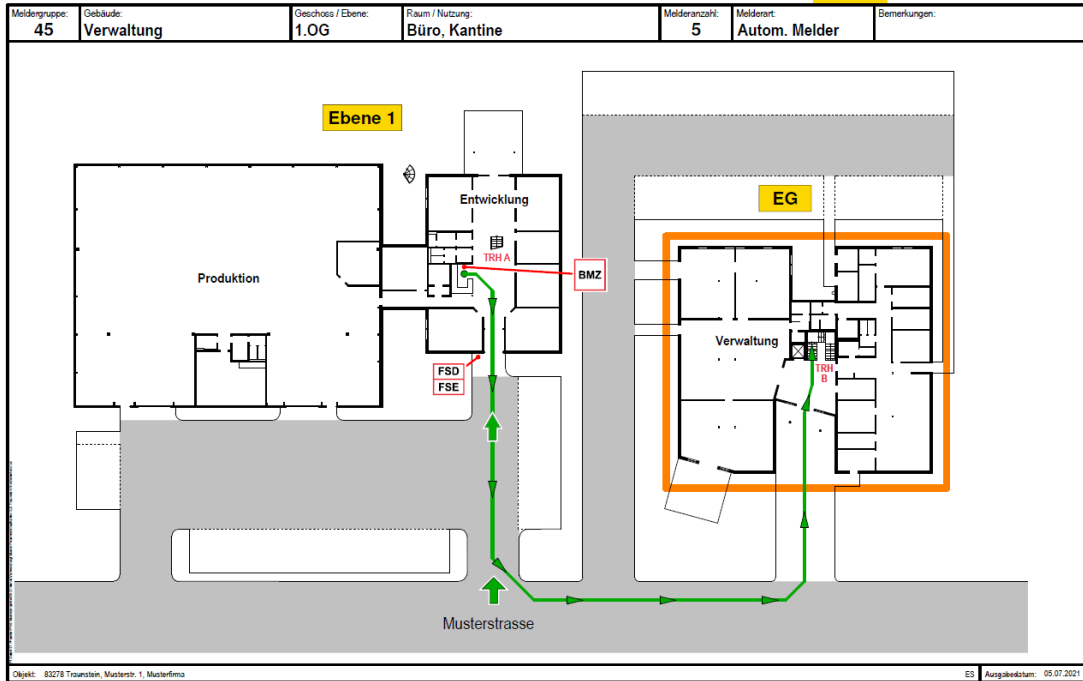 Meldergruppe:
45
Gebäude:
Verwaltung
Geschoss / Ebene:
1.OG
Raum / Nutzung:
Büro, Kantine
Melderanzahl:
5
Melderart:
Autom. Melder
Bemerkungen:
Ebene 1
EG
Entwicklung
TRH A
BMZ
Produktion
Verwaltung
TRH
B
FSD
FSE
Musterstrasse
Objekt: 83278 Traunstein, Musterstr. 1, Musterfirma
ES
Ausgabedatum: 05.07.2021